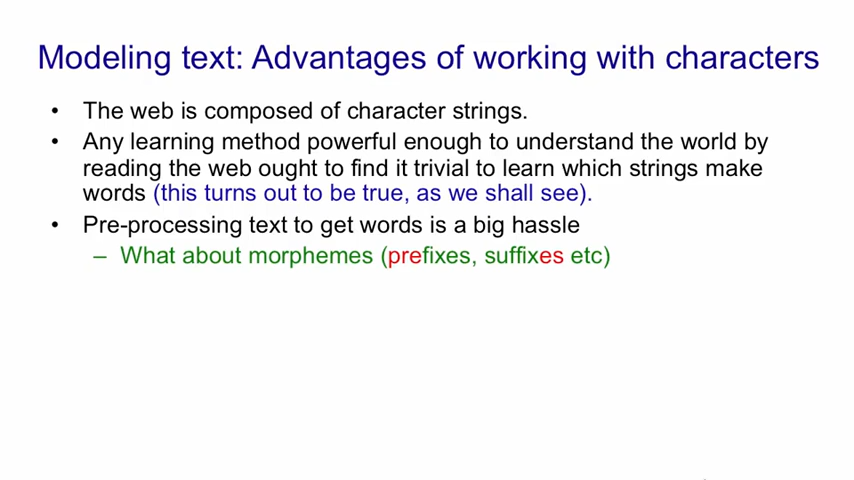 Modeling text: Advantages of working with characters
• The web is composed of character strings.
• Any learning method powerful enough to understand the world by
reading the web ought to find it trivial to learn which strings make
words (this turns out to be true, as we shall see).
• Pre-processing text to get words is a big hassle
– What about morphemes (prefixes, suffixes etc)